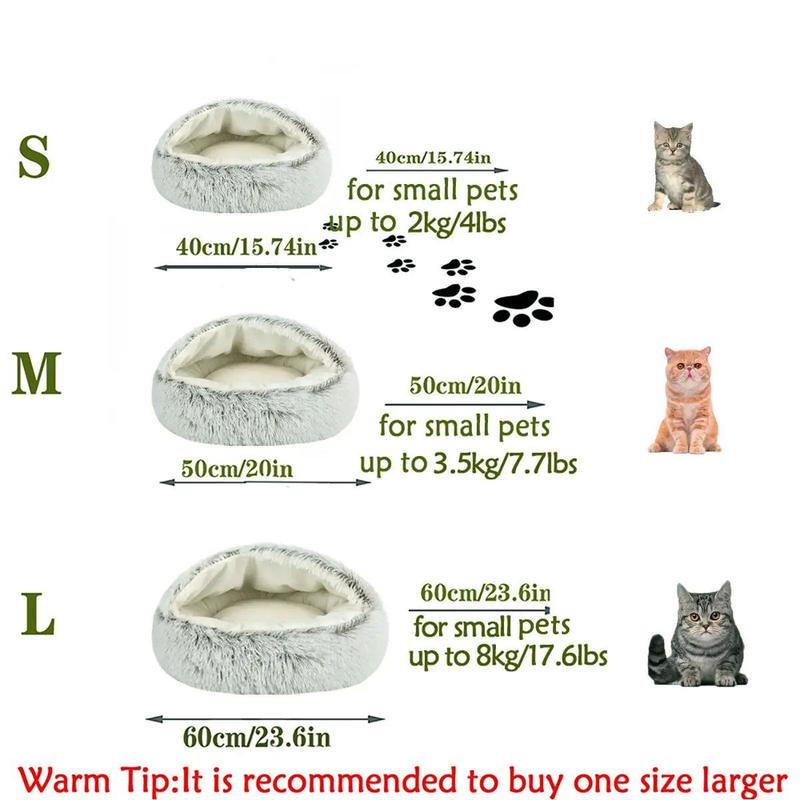 S
40cm/15.74in
for small pets
up to 2kg/4lbs
40cm/15.74in
M
50cm/20in
for small pets
up to 3.5kg/7.7lbs
50cm/20in
L
60cm/23.6in
for small pets
up to 8kg/17.6lbs
60cm/23.6in
Warm Tip:It is recommended to buy one size larger